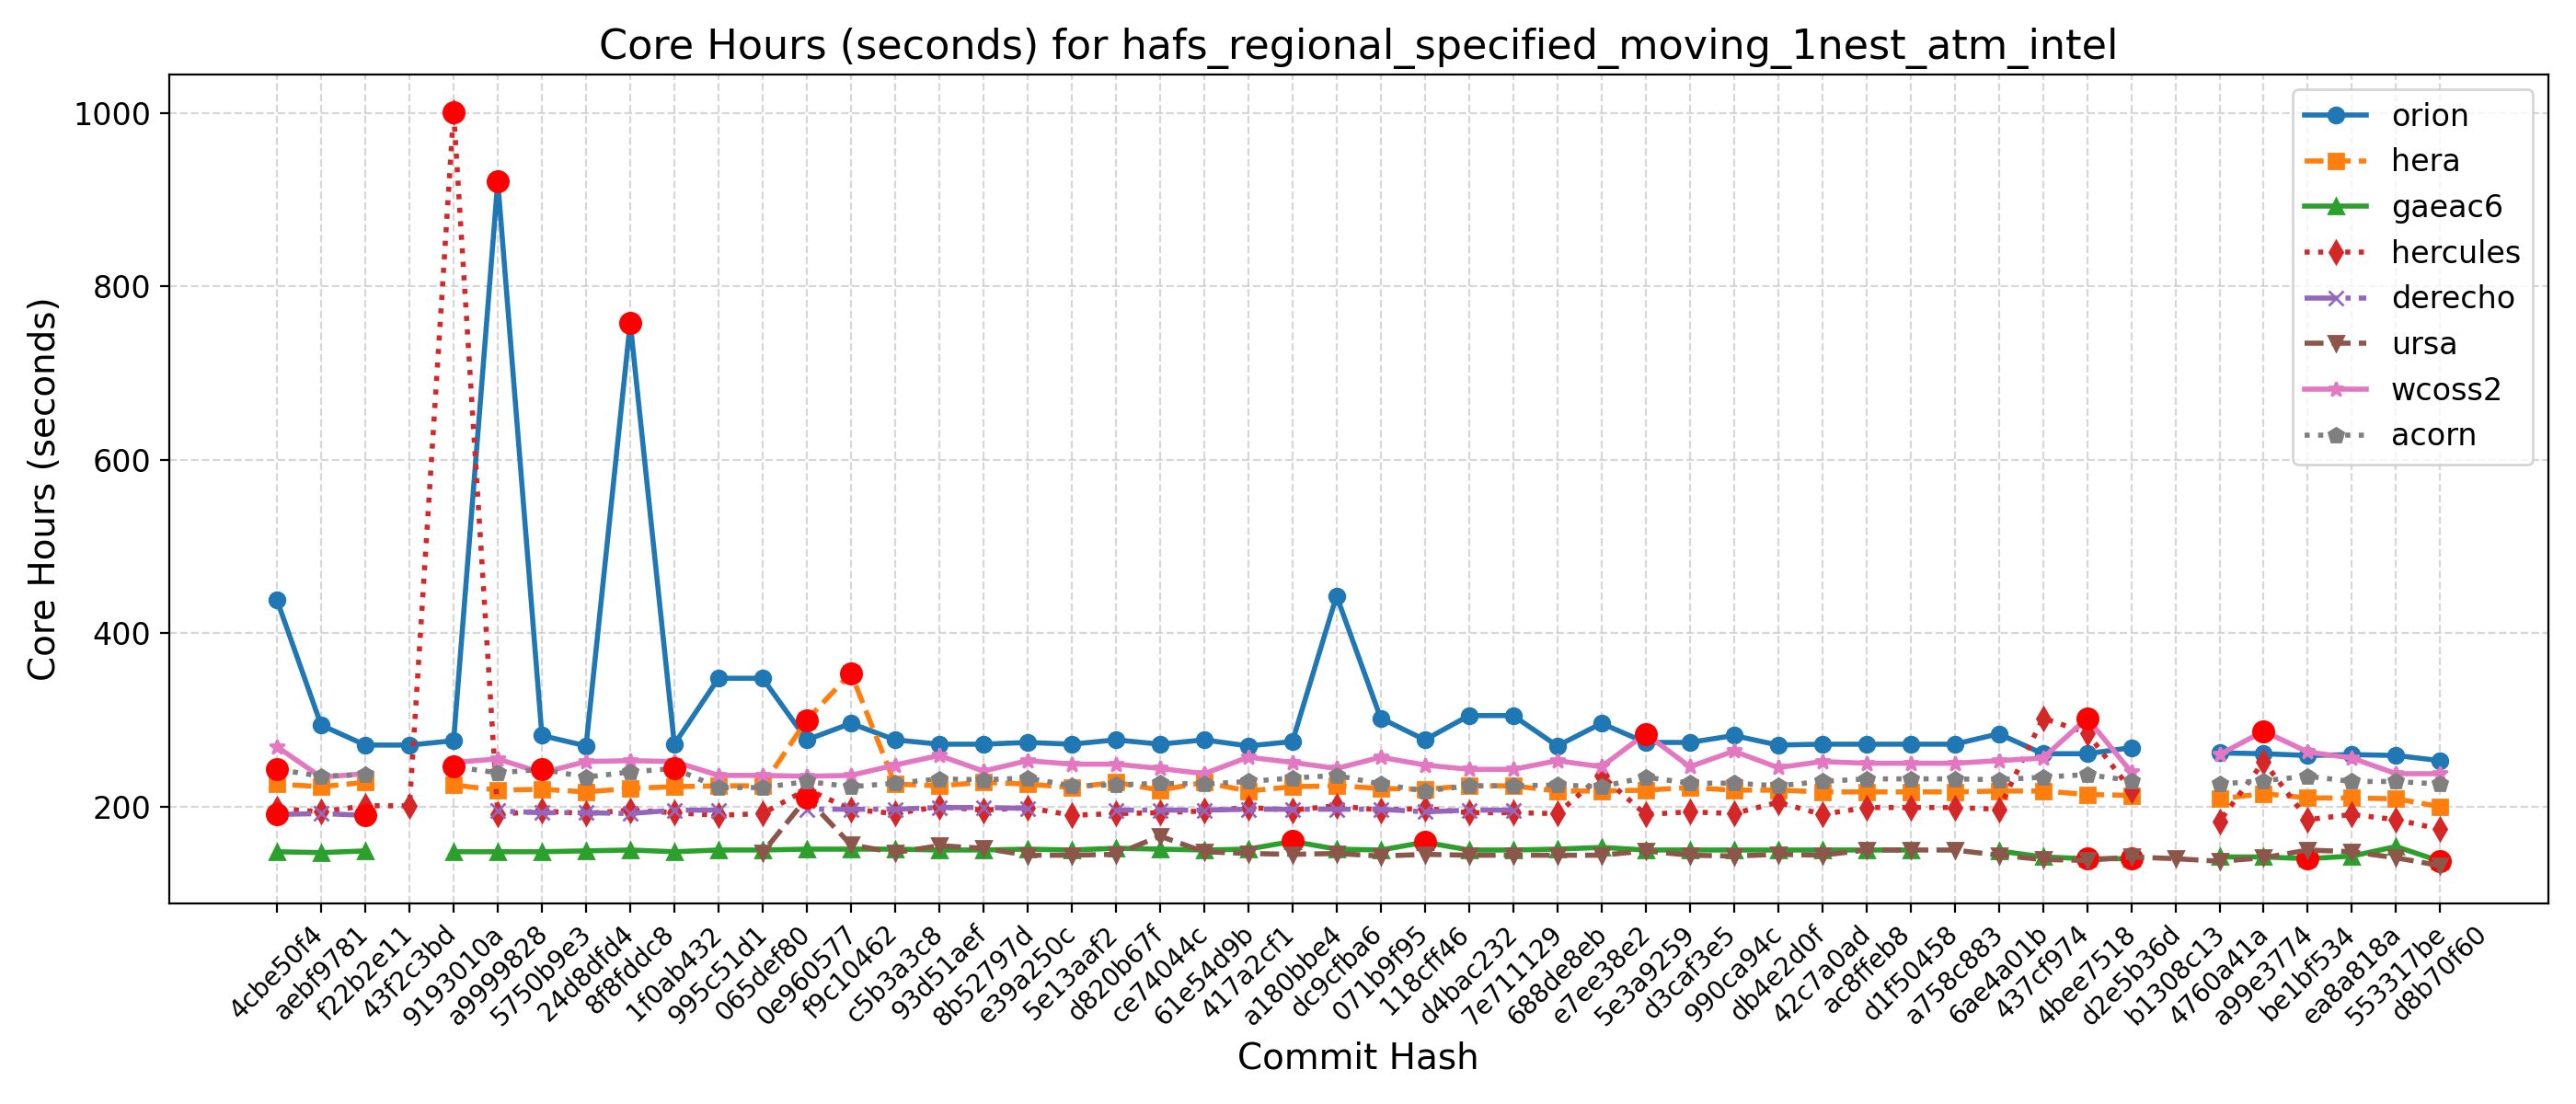 Core Hours (seconds) for hafs_regional_specified_moving_1nest_atm_intel
Core Hours (seconds)
1000
800
600
400
200
orion
hera
gaeac6
hercules
derecho
ursa
wcoss2
acorn
4cbe50f4
aebf9781
f22b2e11
43f2c3bd
9193010a
a9999828
5750b9e3
24d8dfd4
8f8fddc8
1f0ab432
995c51d1
065def80
0e960577
f9c10462
c5b3a3c8
93d51aef
8b52797d
e39a250c
5e13aaf2
d820b67f
ce74044c
61e54d9b
417a2cf1
a180bbe4
dc9cfba6
071b9f95
118cff46
d4bac232
7e711129
688de8eb
e7ee38e2
5e3a9259
d3caf3e5
990ca94c
db4e2d0f
42c7a0ad
ac8ffeb8
d1f50458
a758c883
6ae4a01b
437cf974
4bee7518
d2e5b36d
b1308c13
4760a41a
a99e3774
be1bf534
ea8a818a
553317be
d8b70f60
Commit Hash